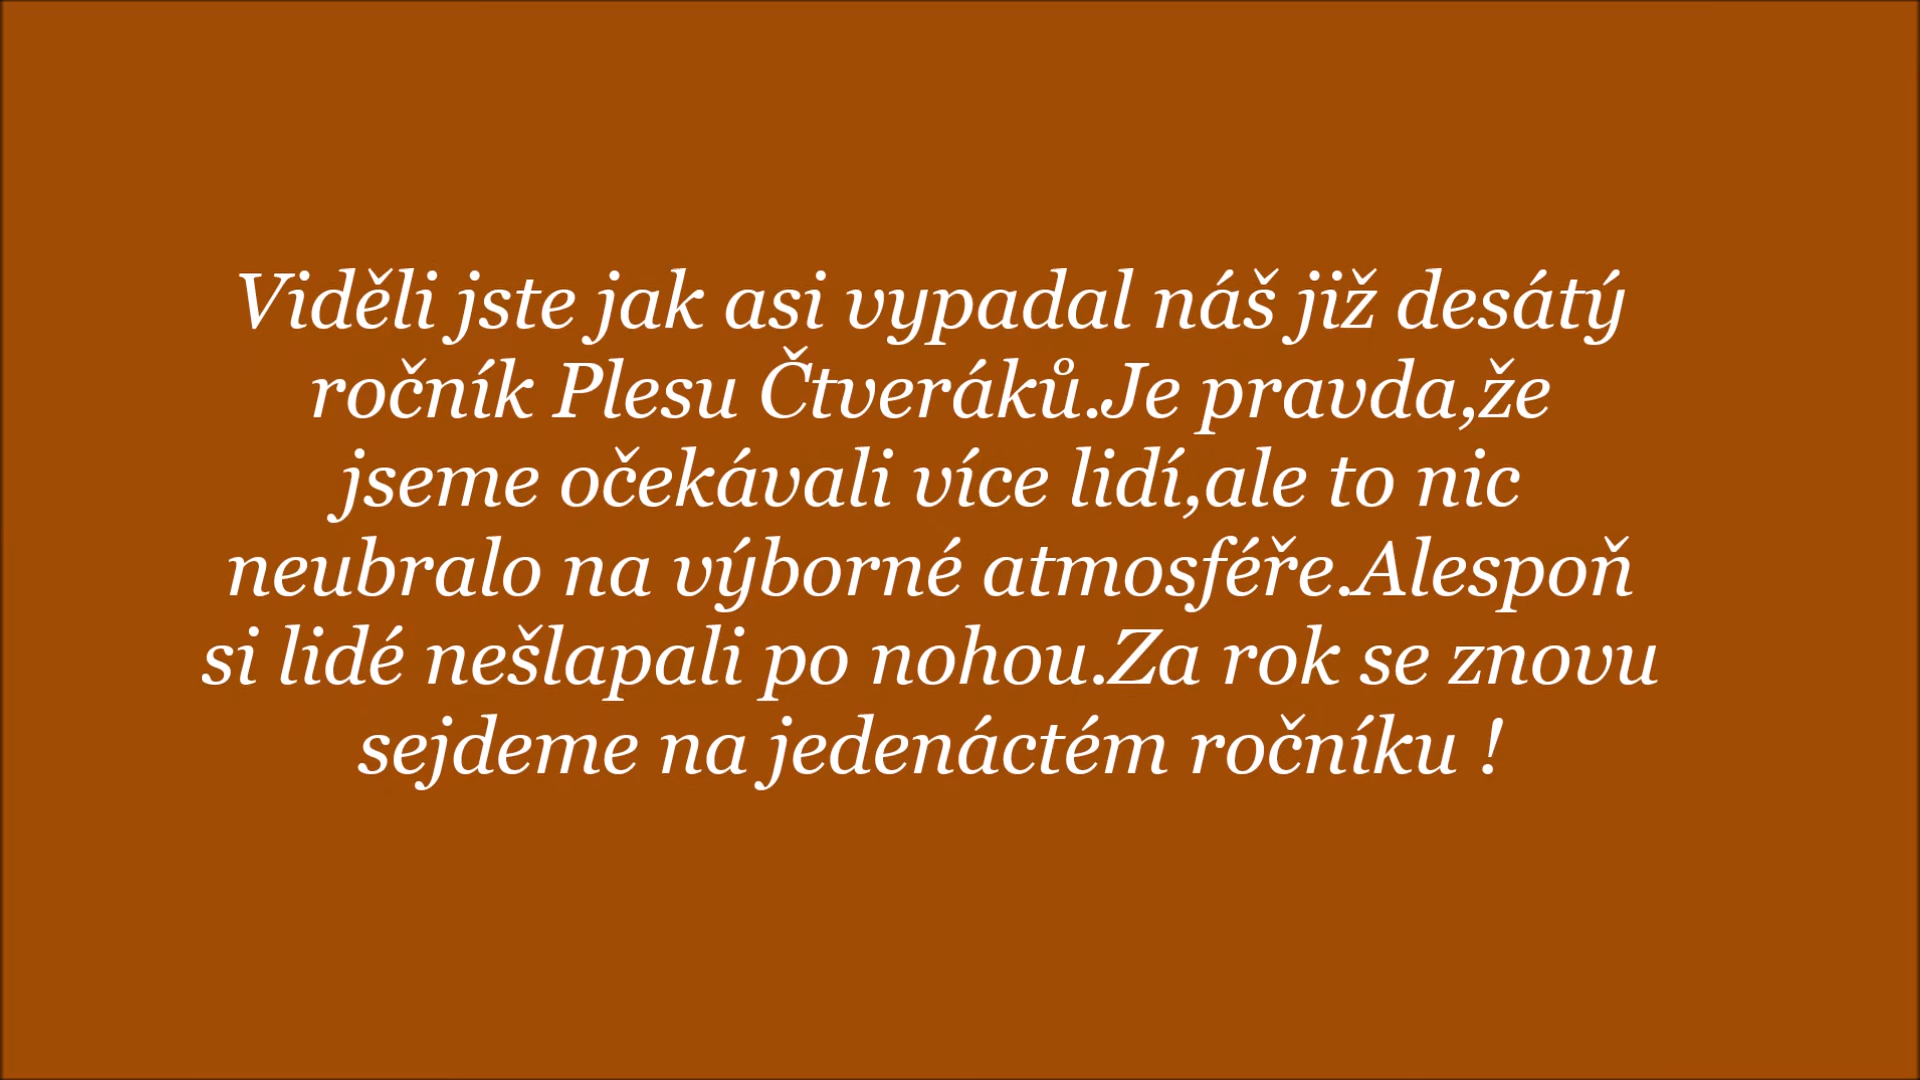 Viděli jste jak asi vypadal náš již desátý
ročník Plesu Čtveráků.Je pravda,že
jseme očekávali více lidí,ale to nic
neubralo na výborné atmosféře.Alespoň
si lidé nešlapali po nohou.Za rok se znovu
sejdeme na jedenáctém ročníku !